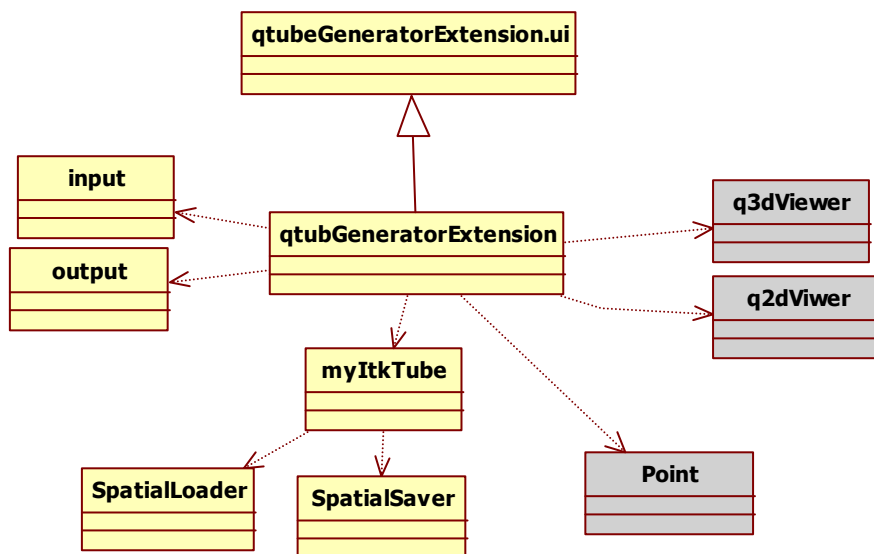 qtubeGeneratorExtension.ui
input
q3dViewer
qtubGeneratorExtension
output
q2dViwer
myItkTube
SpatialLoader
SpatialSaver
Point